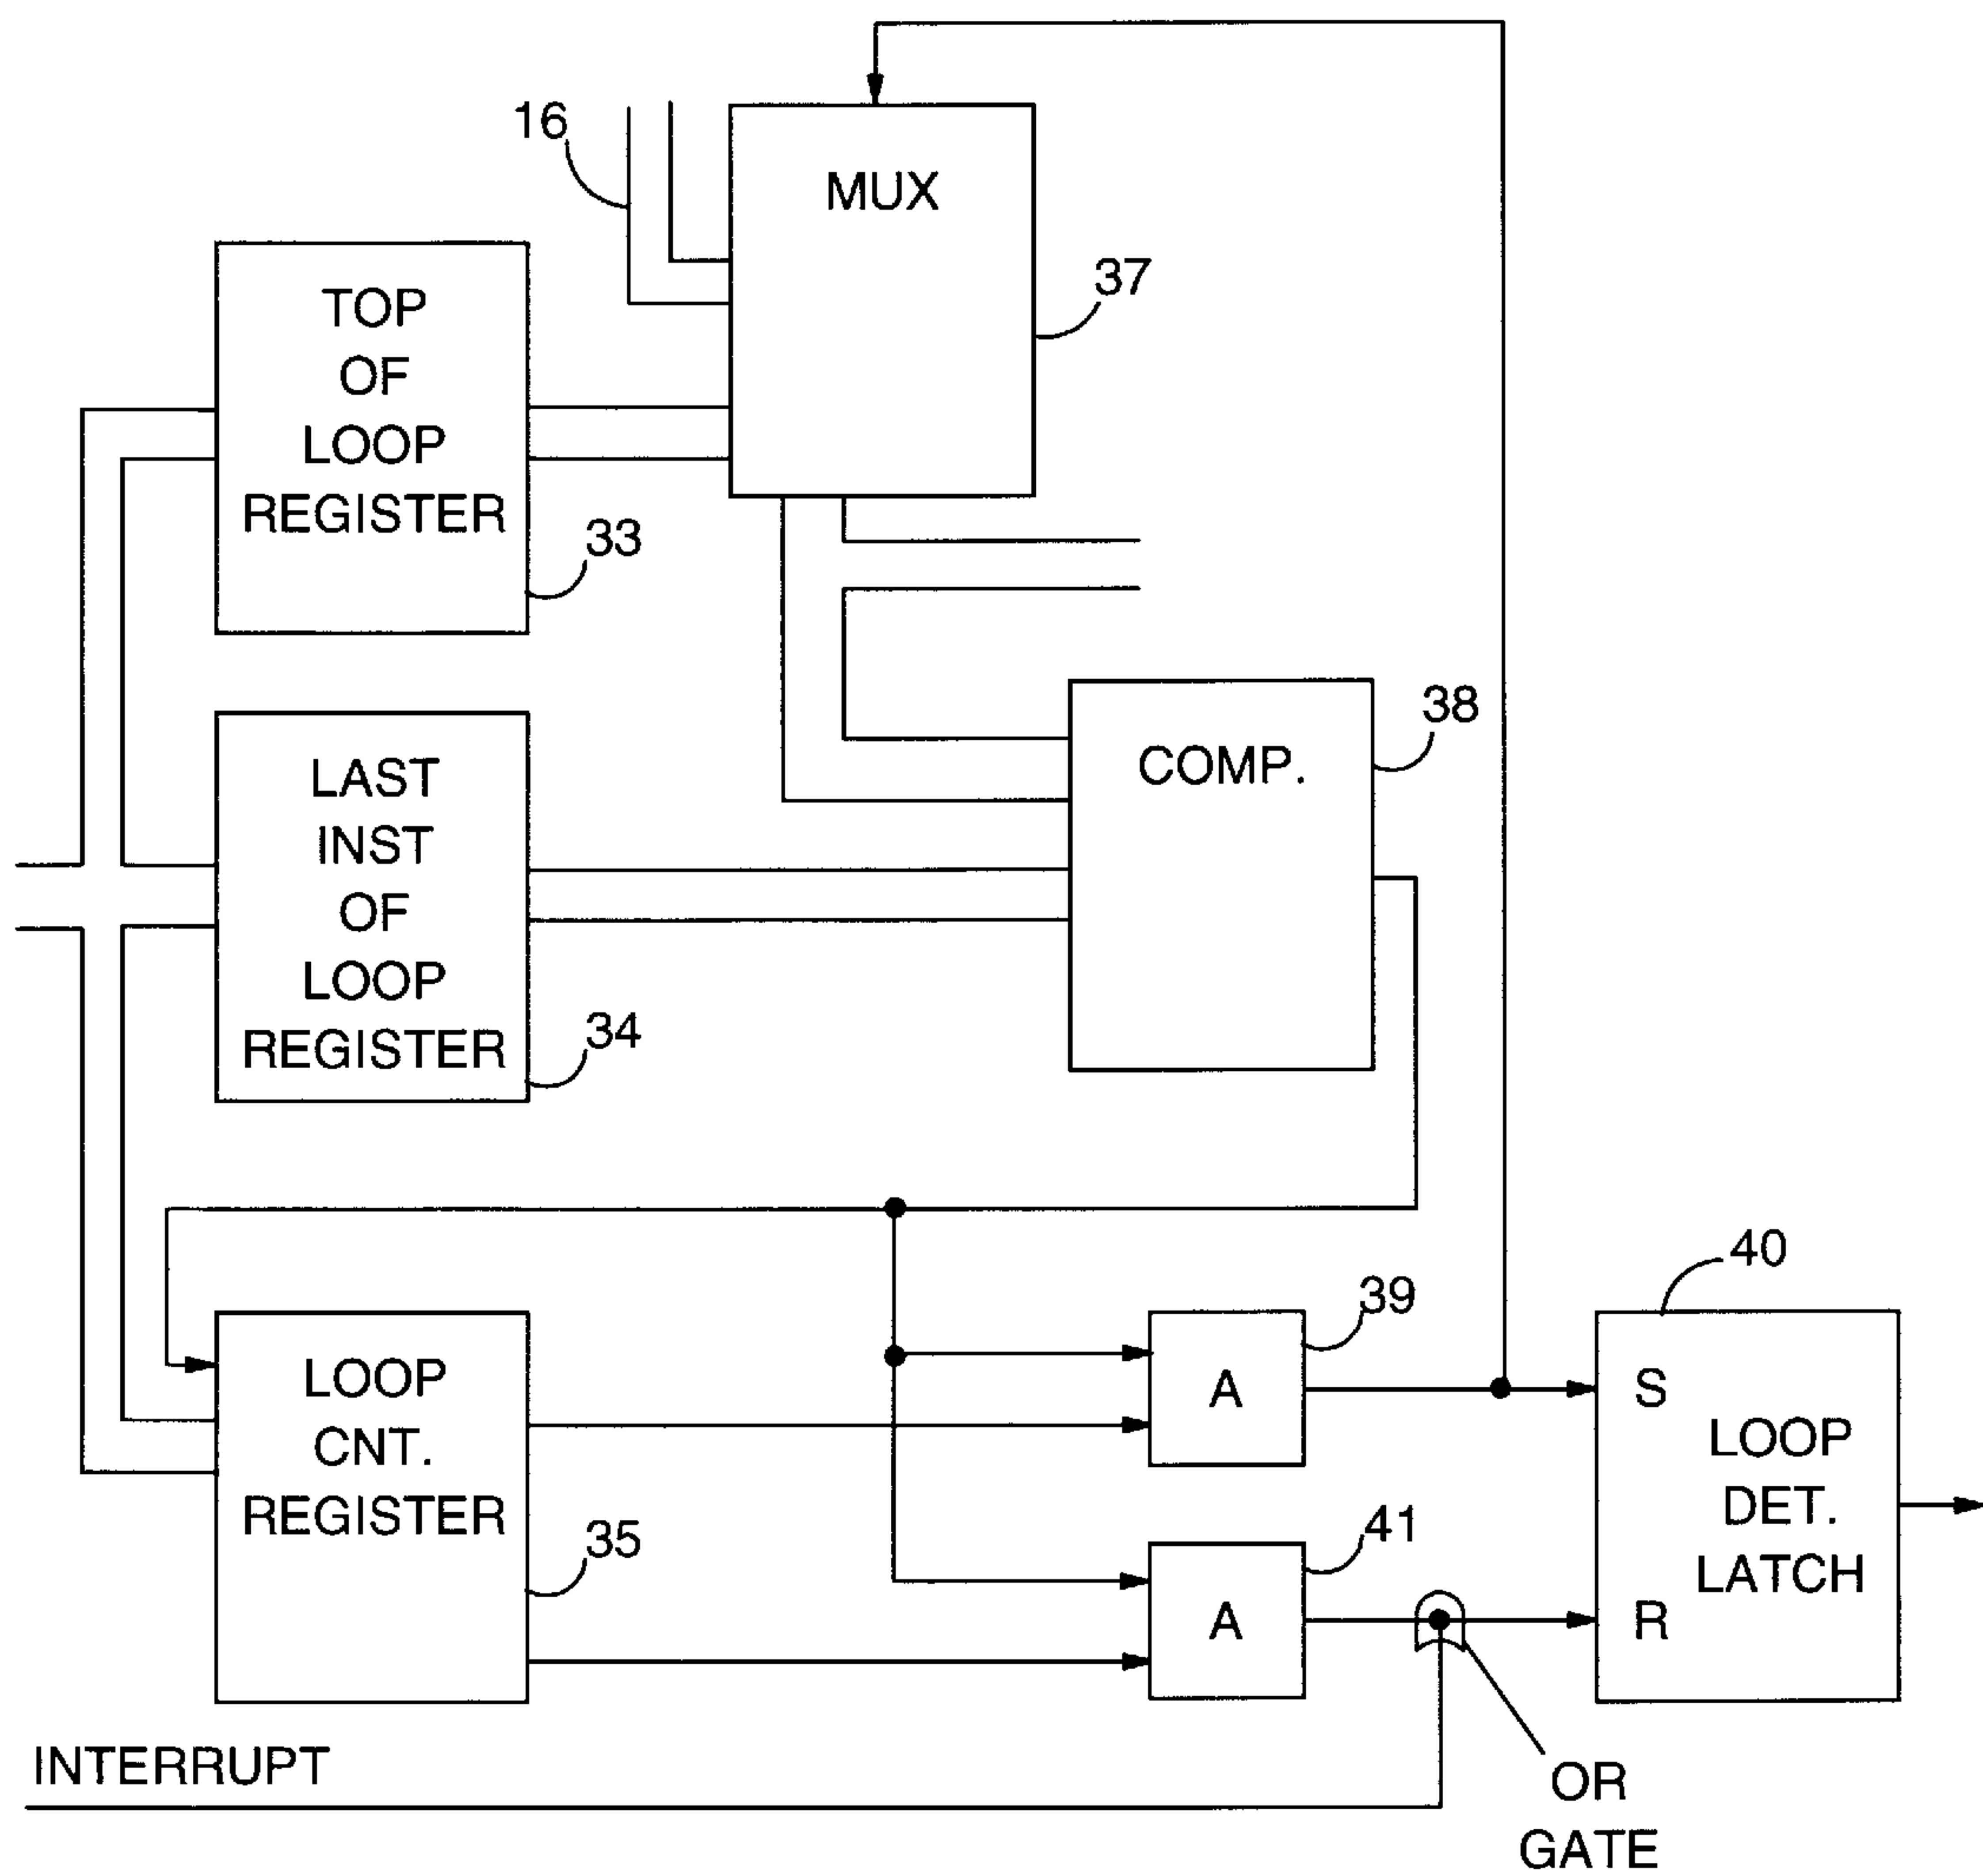 16
MUX
37
TOP
OF
LOOP
REGISTER
33
38
COMP.
LAST
INST
OF
LOOP
REGISTER
34
40
39
LOOP
CNT.
REGISTER
35
A
S
LOOP
DET.
LATCH
R
41
A
INTERRUPT
OR
GATE